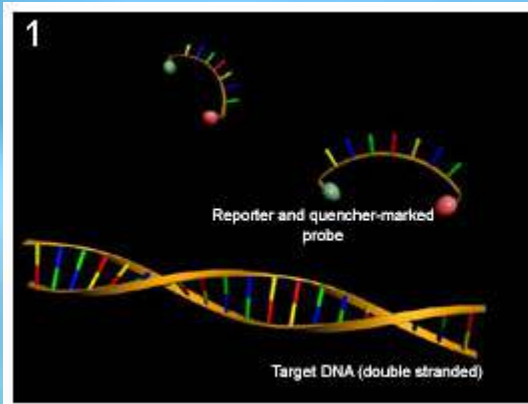 1
Reporter and quencher-marked
probe
Target DNA (double stranded)